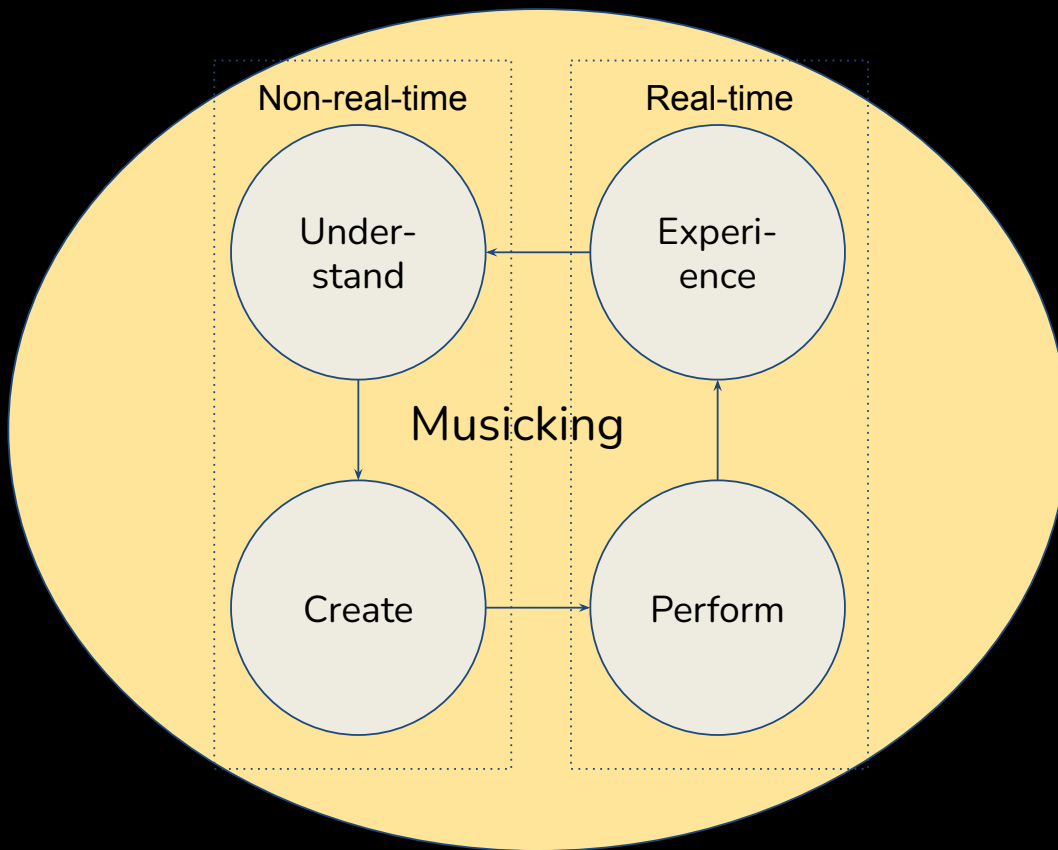 Non-real-time
Real-time
Under-
stand
Experi-
ence
Musicking
Create
Perform